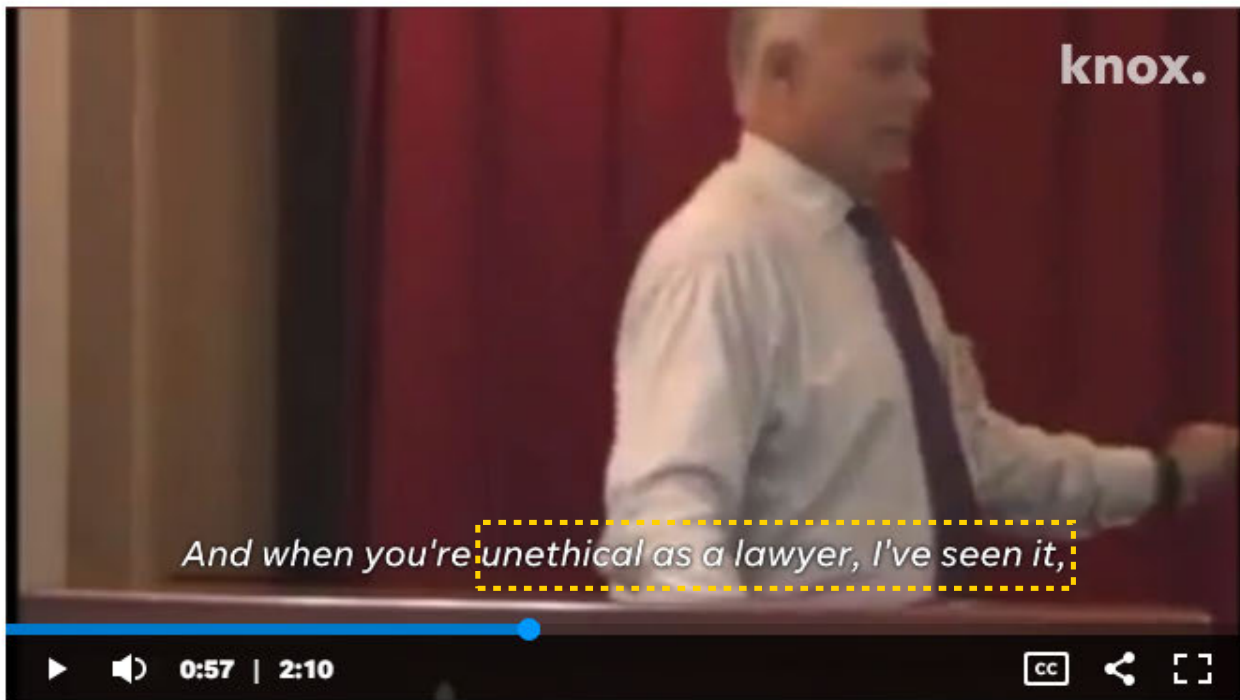 knox.
And when you're unethical as a lawyer, I've seen it,
0:57 | 2:10
CC